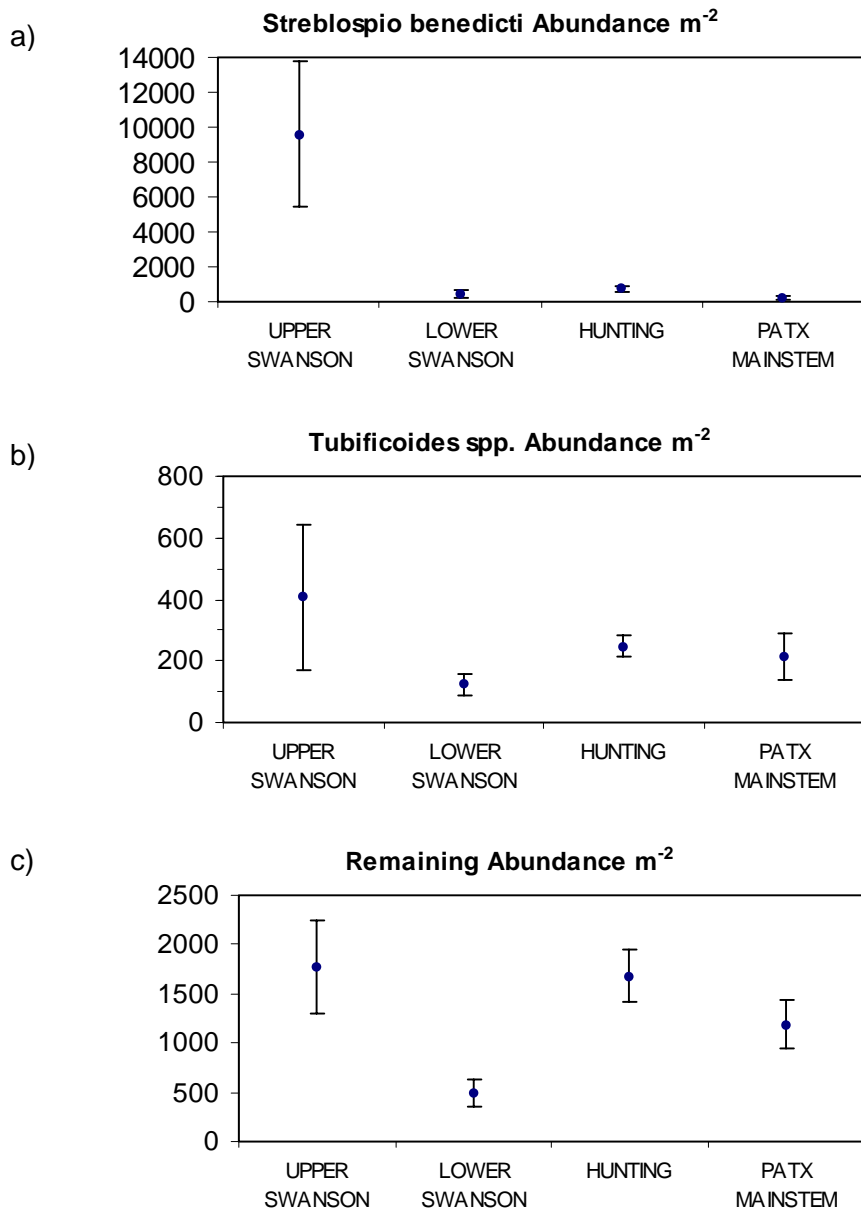 a)
Streblospio benedicti Abundance m-2
14000
12000
10000
8000
6000
4000
2000
0
UPPER SWANSON
LOWER SWANSON
HUNTING
PATX MAINSTEM
b)
Tubificoides spp. Abundance m-2
800
600
400
200
0
UPPER SWANSON
LOWER SWANSON
HUNTING
PATX MAINSTEM
c)
Remaining Abundance m-2
2500
2000
1500
1000
500
0
UPPER SWANSON
LOWER SWANSON
HUNTING
PATX MAINSTEM